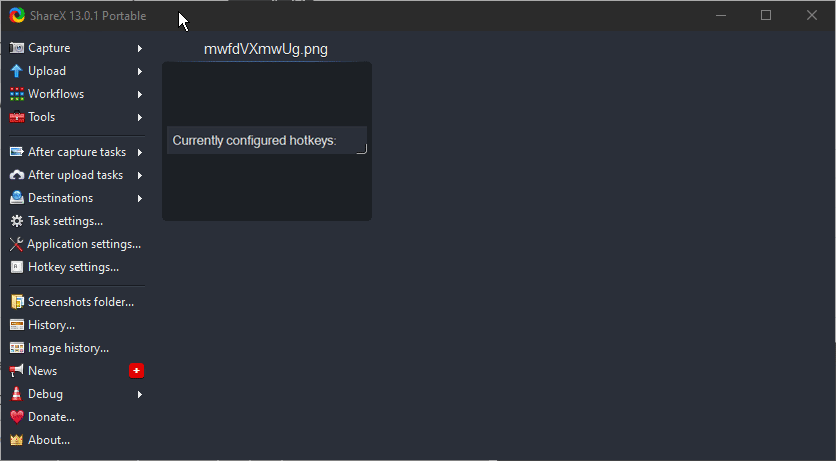 ShareX 13.0.1 Portable
Capture
Upload
Workflows
Tools
After capture tasks
After upload tasks
Destinations
Task settings...
Application settings...
Hotkey settings...
Screenshots folder...
History...
Image history...
News
Debug
Donate...
About...
mwfdVXmwUg.png
Currently configured hotkeys: